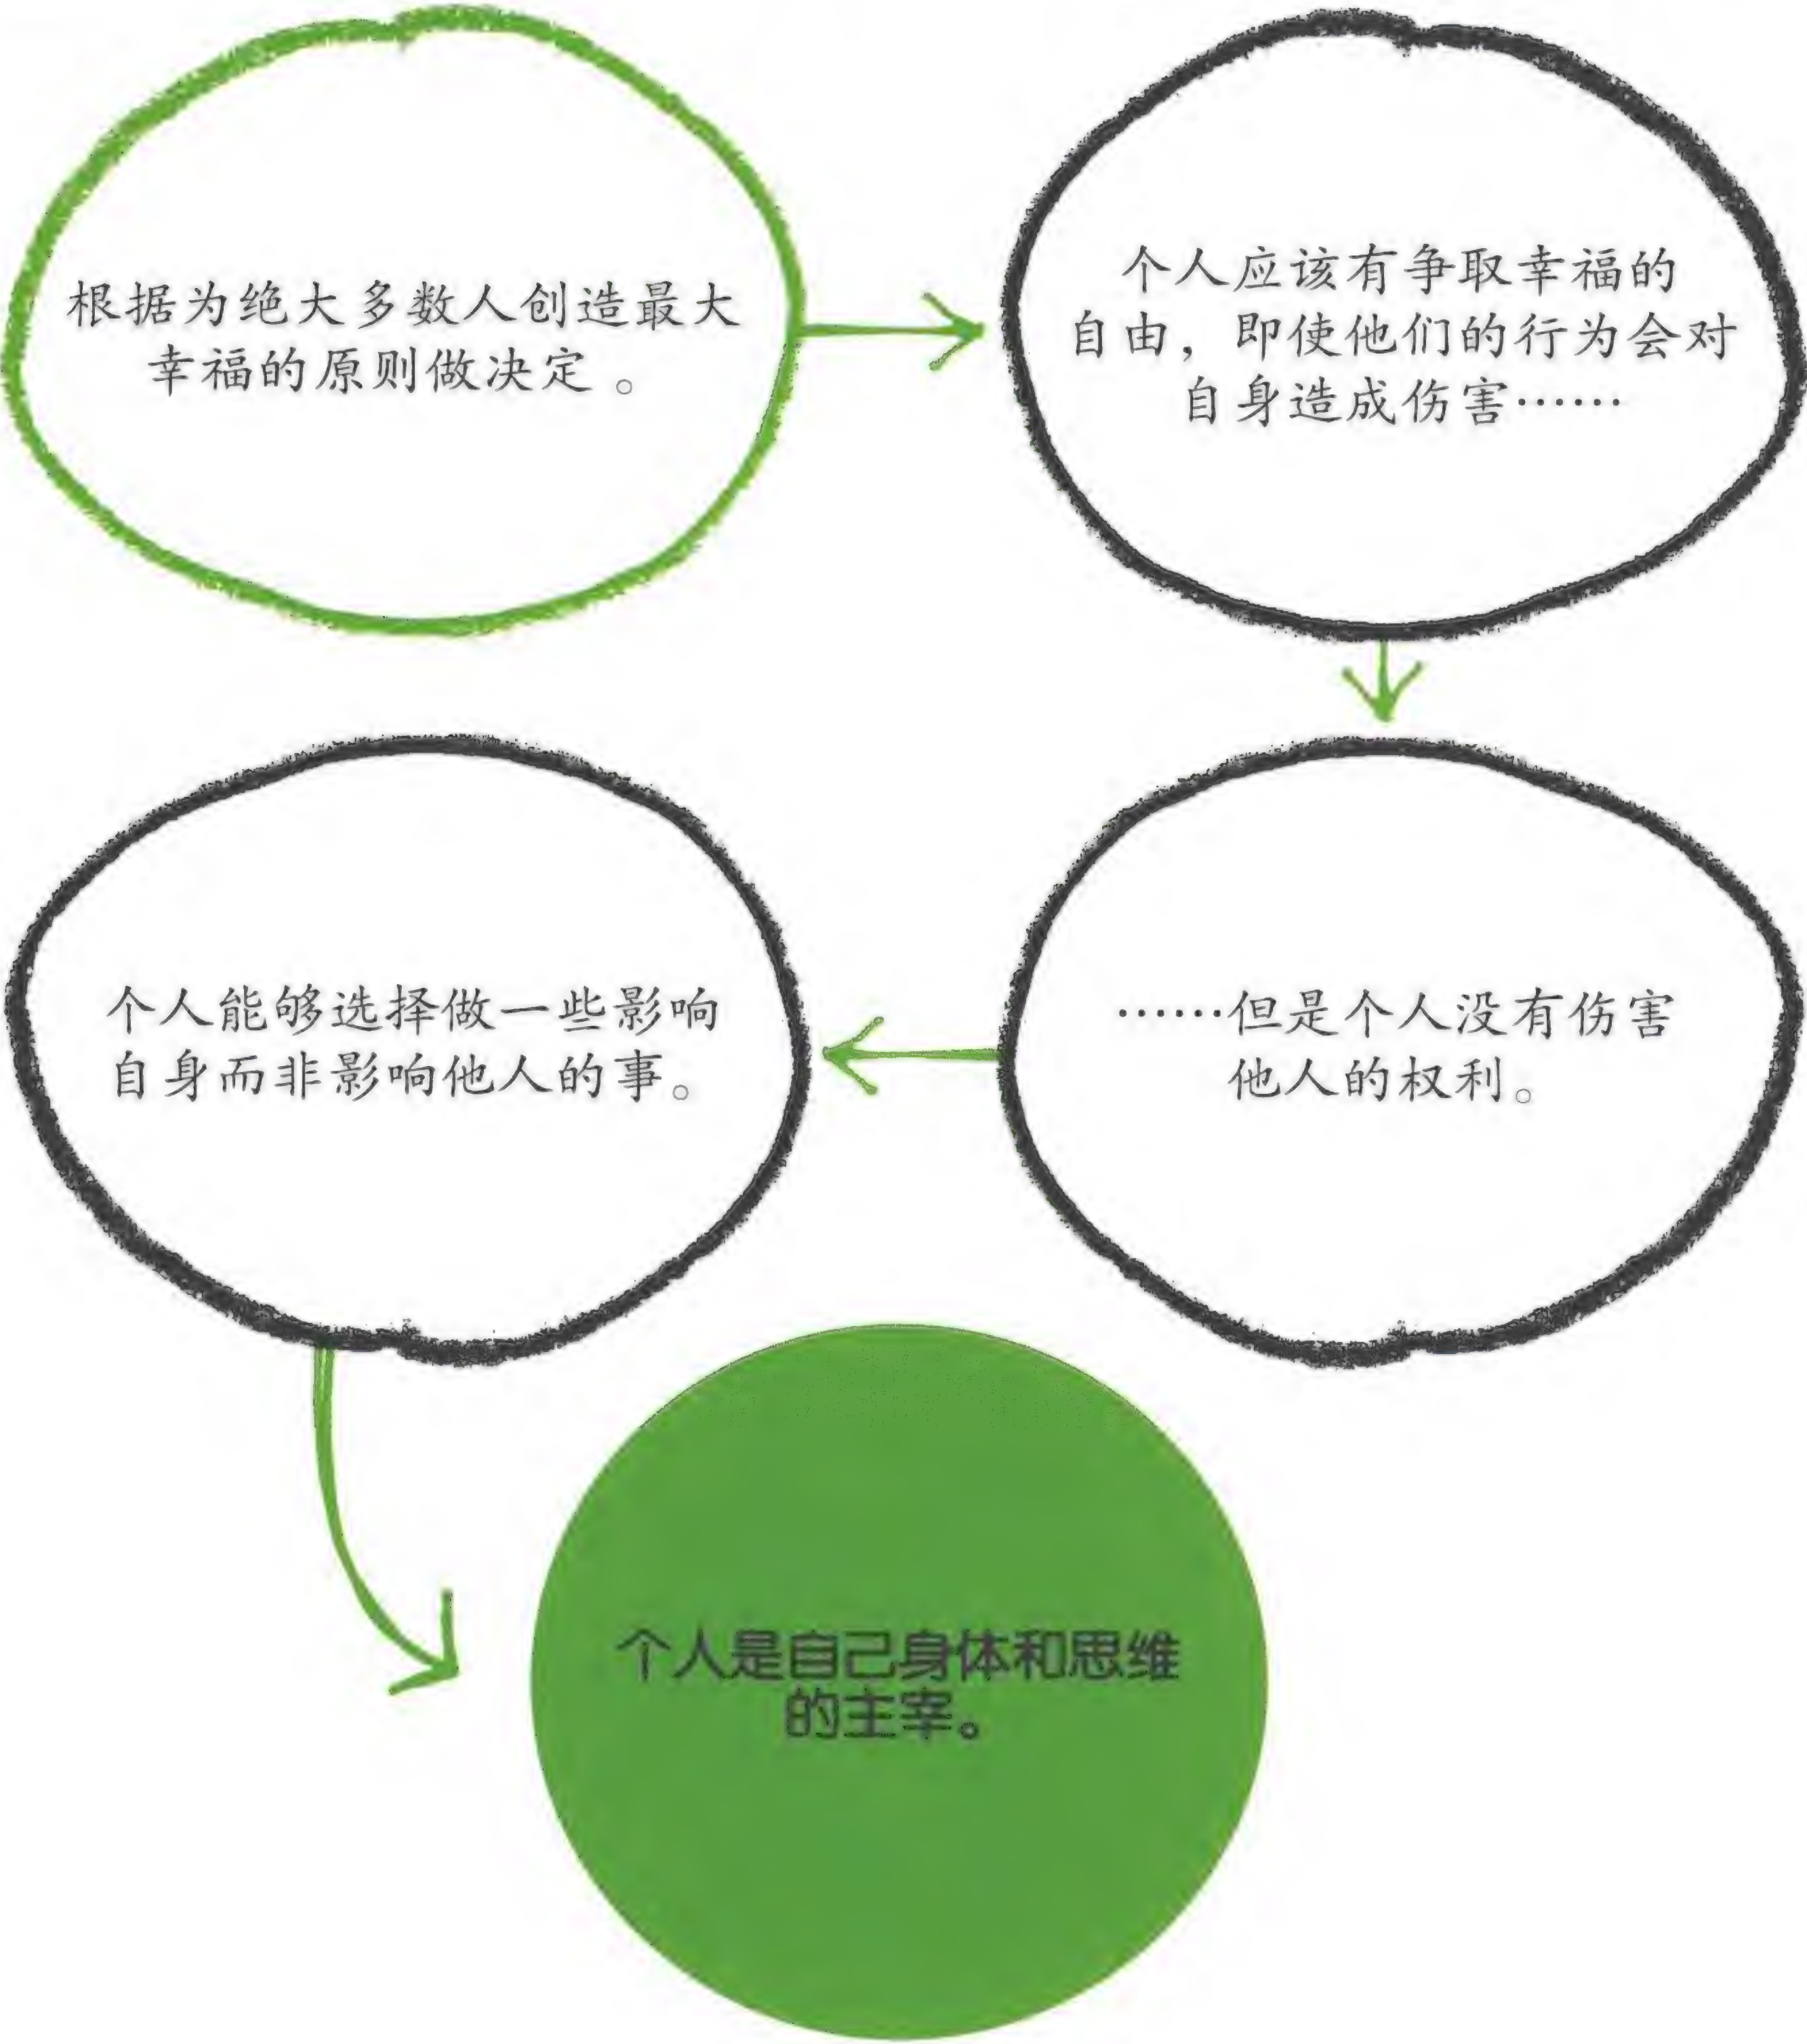 根据为绝大多数人创造最大
幸福的原则做决定。
个人应该有争取幸福的
自由，即使他们的行为会对
自身造成伤害……
……但是个人没有伤害
他人的权利。
个人能够选择做一些影响
自身而非影响他人的事。
个人是自己身体和思维
的主宰。